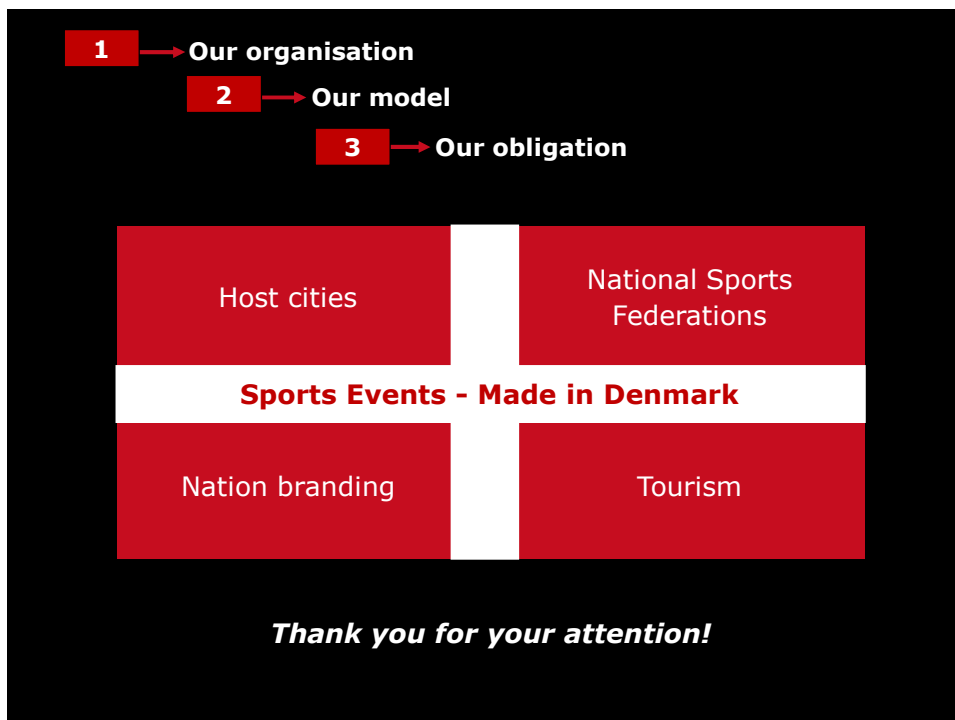 1 Our organisation
2 Our model
3 Our obligation
Host cities
National Sports
Federations
Sports Events - Made in Denmark
Nation branding
Tourism
Thank you for your attention!